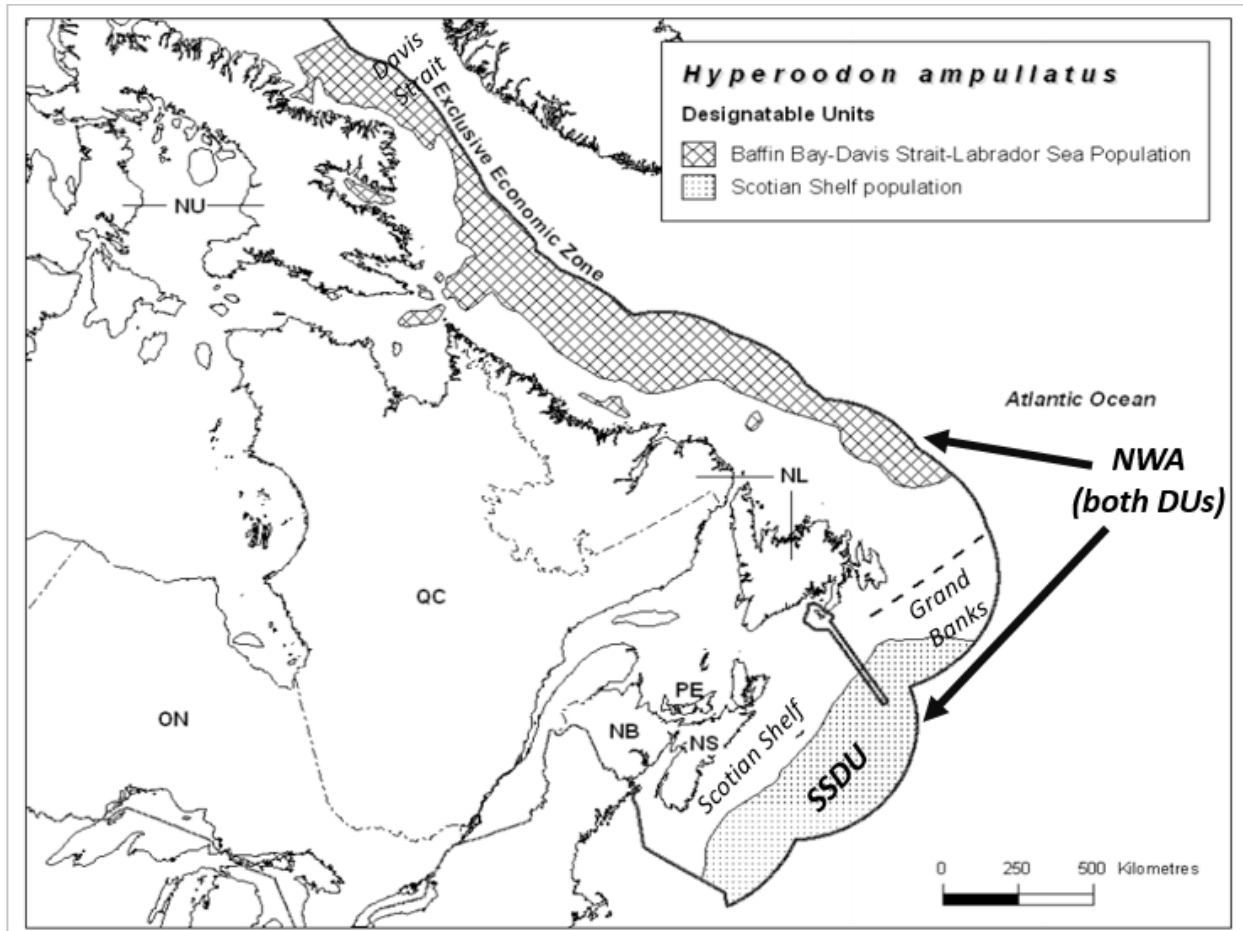 Hyperoodon ampullatus
Designatable Units
Baffin Bay-Davis Strait-Labrador Sea Population
Scotian Shelf population
Davis
Strait
Exclusive Economic Zone
NU
Atlantic Ocean
NWA
(both DUs)
NL
QC
Grand
Banks
PE
ON
NB
NS
Scotian Shelf
SSDU
0 250 500 Kilometres